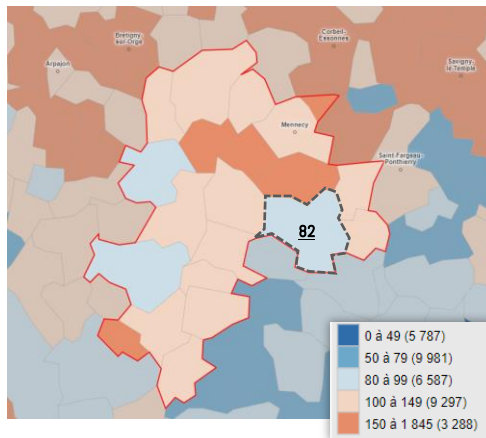 Brétigny-
sur-Orge
Corbeil-
Essonnes
Arpajon
Savigny-
le-Temple
Mennecy
Saint-Fargeau-
Ponthierry
82
0 à 49 (5 787)
50 à 79 (9 981)
80 à 99 (6 587)
100 à 149 (9 297)
150 à 1 845 (3 288)